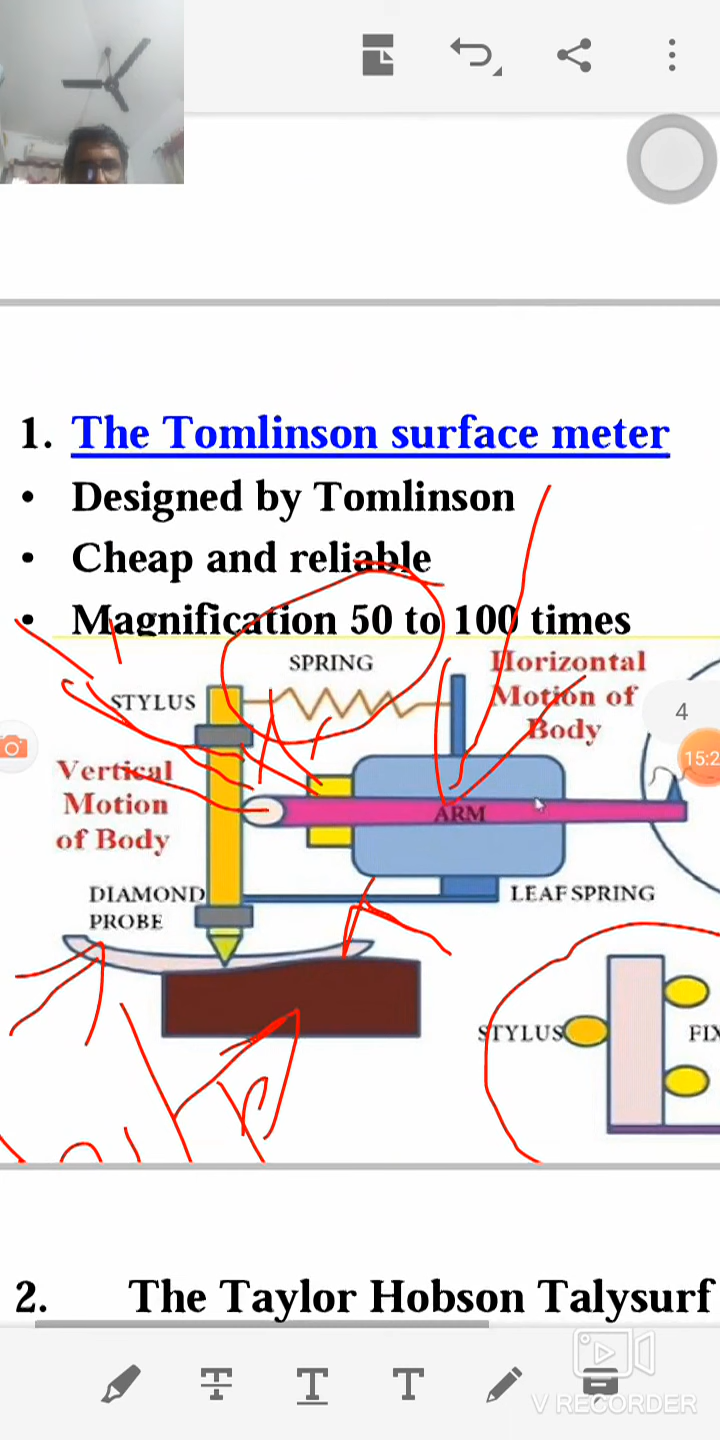 1. The Tomlinson surface meter
• Designed by Tomlinson
• Cheap and reliable
• Magnification 50 to 100 times
SPRING
Horizontal
Motion of
Body
STYLUS
4
15:2
Vertical
Motion
of Body
ARM
DIAMOND
PROBE
LEAF SPRING
STYLUS
FIX
2. The Taylor Hobson Talysurf
T T T
V RECORDER